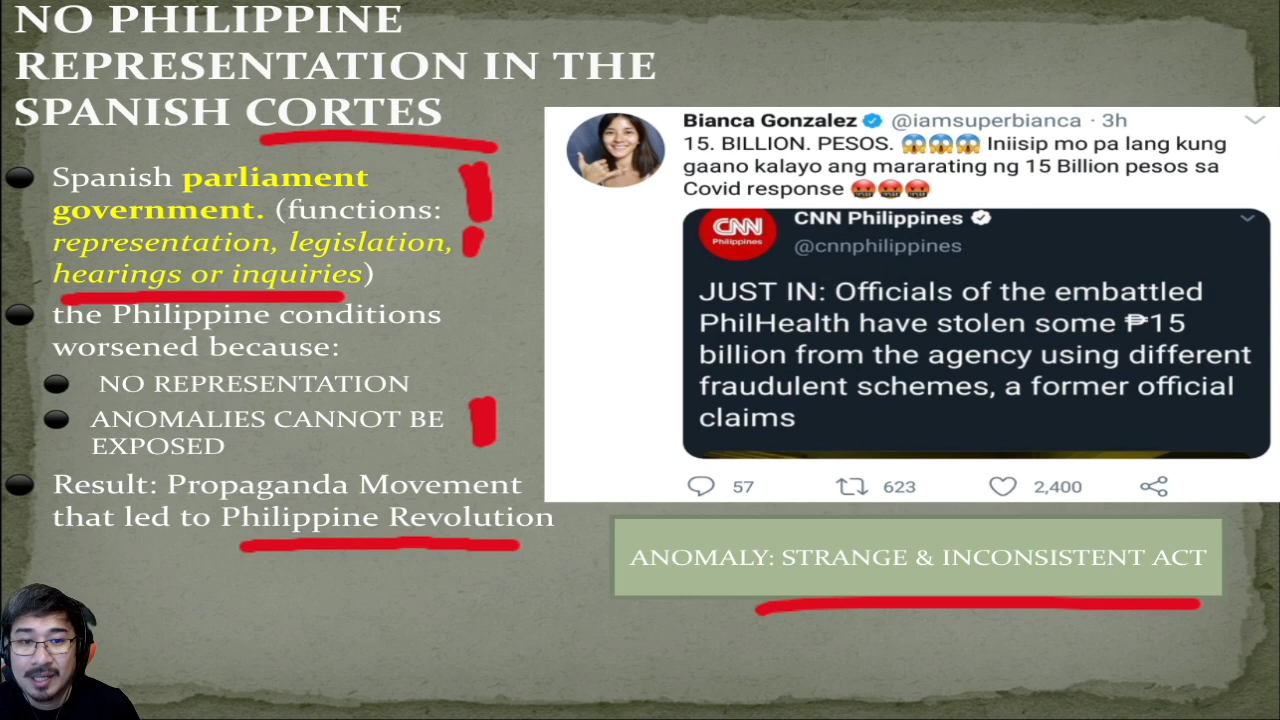 NO PHILIPPINE
REPRESENTATION IN THE
SPANISH CORTES
Spanish parliament
government. (functions:
representation, legislation,
hearings or inquiries)
the Philippine conditions
worsened because:
NO REPRESENTATION
ANOMALIES CANNOT BE
EXPOSED
Result: Propaganda Movement
that led to Philippine Revolution
Bianca Gonzalez @iamsuperbianca · 3h
15. BILLION. PESOS. 😱😱😱 Iniisip mo pa lang kung
gaano kalayo ang mararating ng 15 Billion pesos sa
Covid response 🤬🤬🤬
CNN
Philippines
CNN Philippines
@cnnphilippines
JUST IN: Officials of the embattled
PhilHealth have stolen some ₱15
billion from the agency using different
fraudulent schemes, a former official
claims
57 623 2,400
ANOMALY: STRANGE & INCONSISTENT ACT